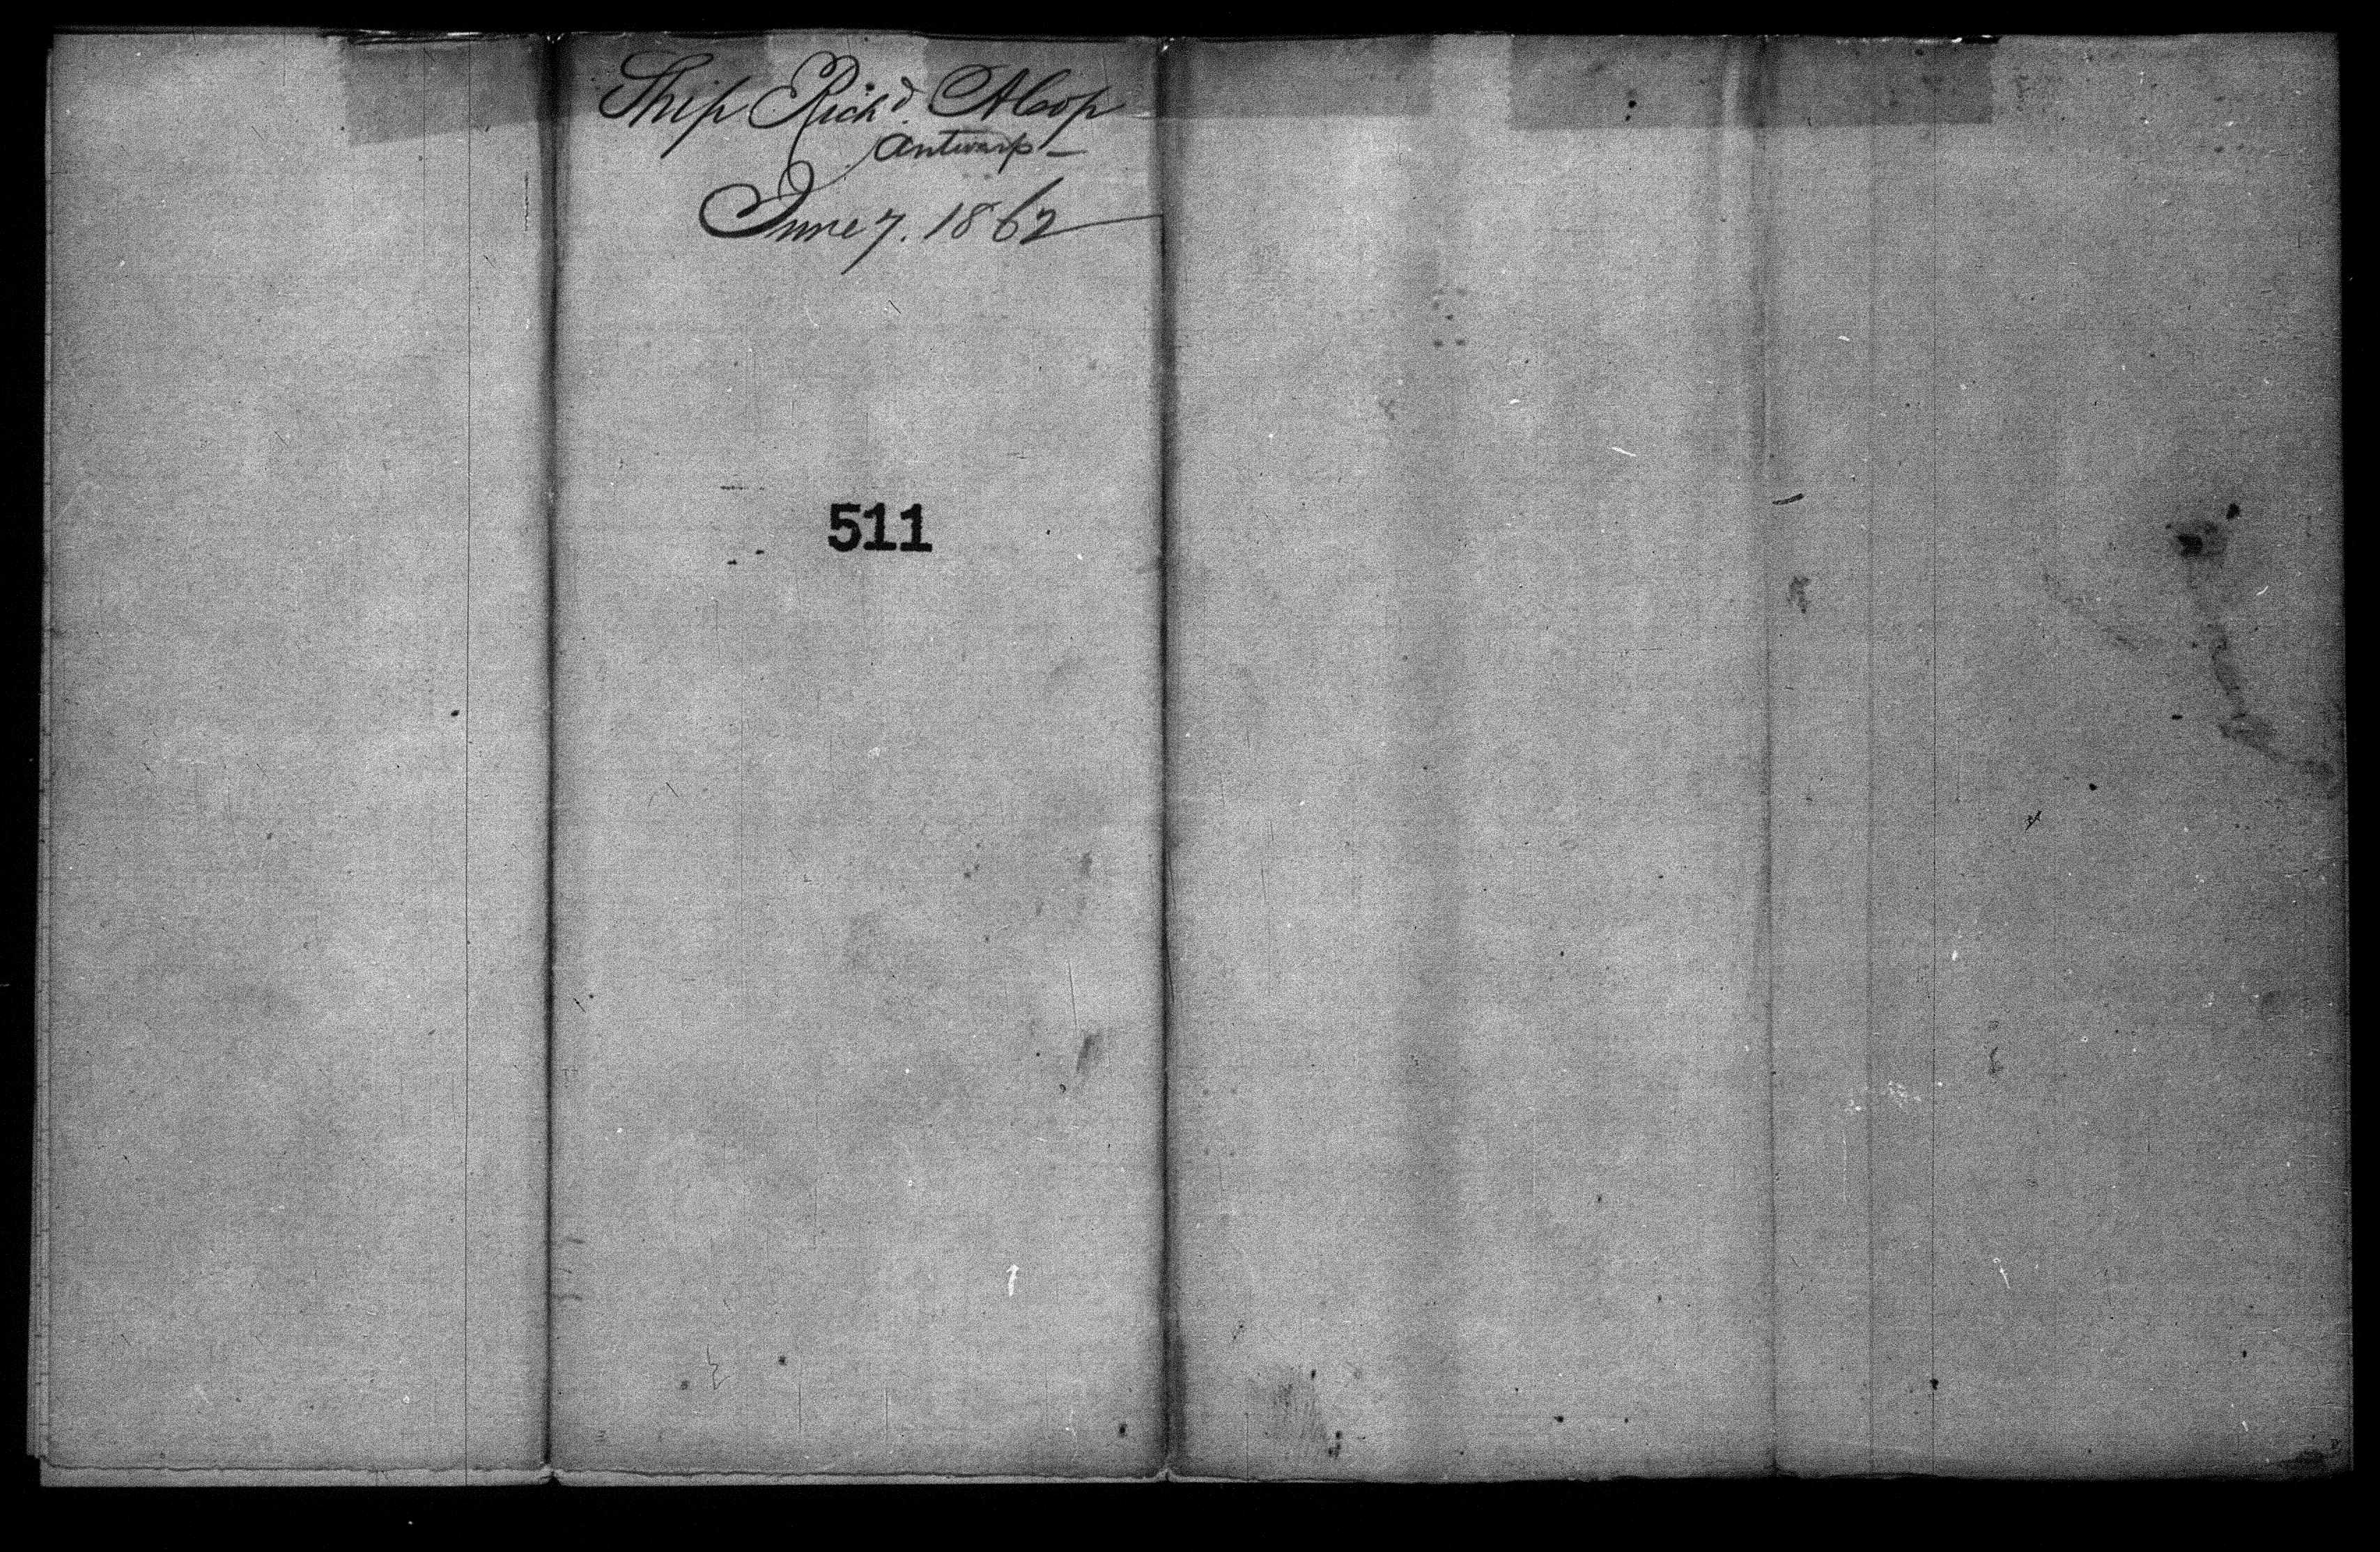 Ship Richd. Alsop
Antwerp —
June 7. 1862
511